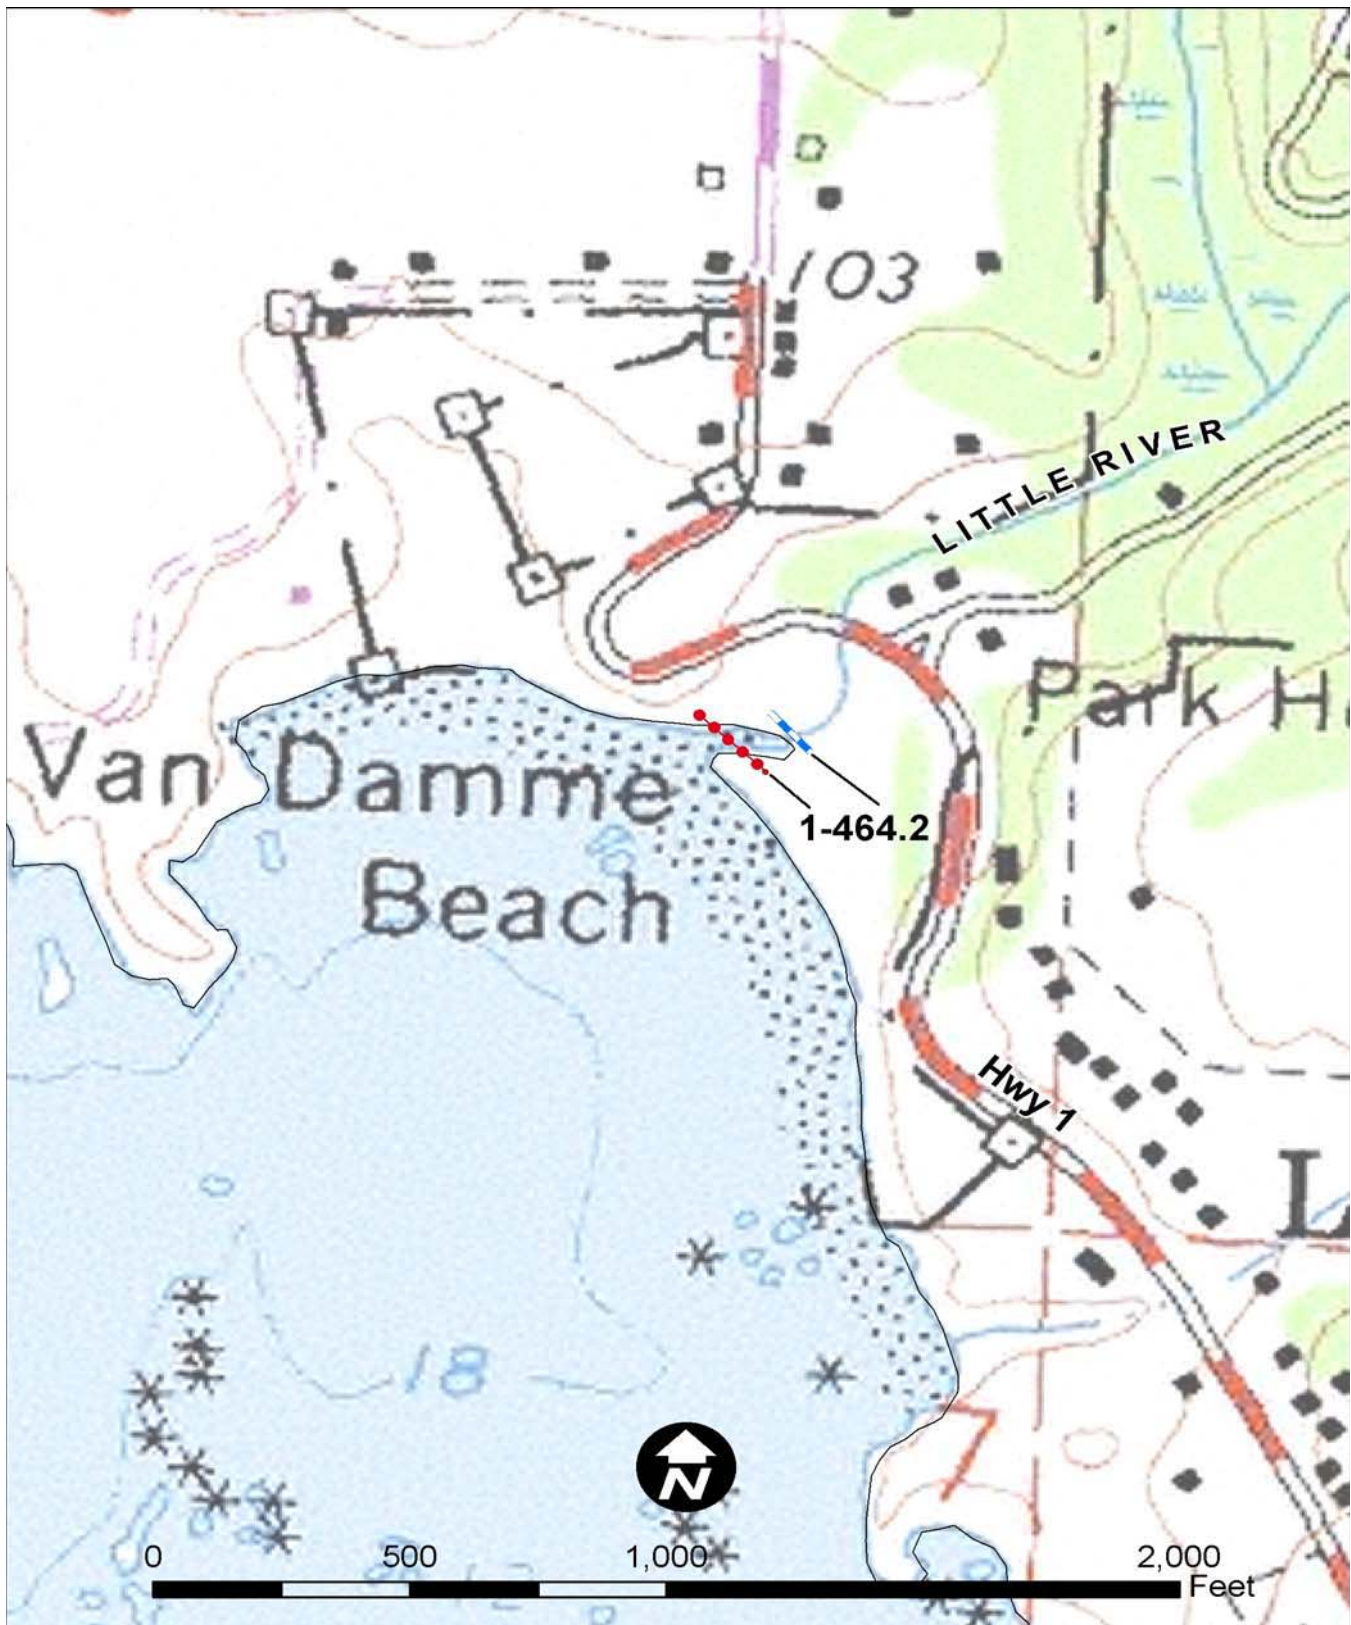 103
LITTLE RIVER
Park H
Van Damme
Beach
1-464.2
Hwy 1
L
18
7
N
0 500 1,000 2,000
Feet